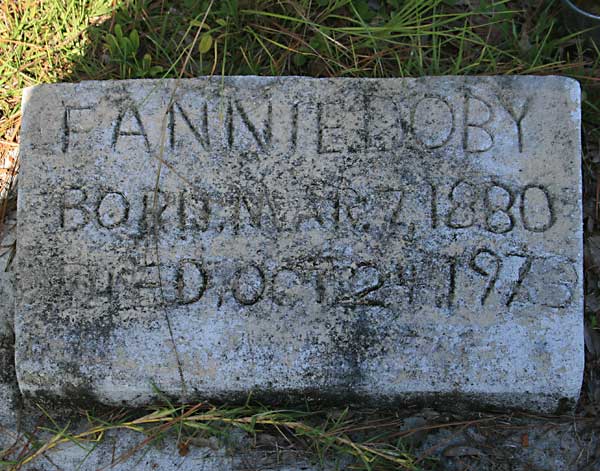 FANNIE.DOBY
BORN.MAR.7,1880
DIED.OCT.24,1973